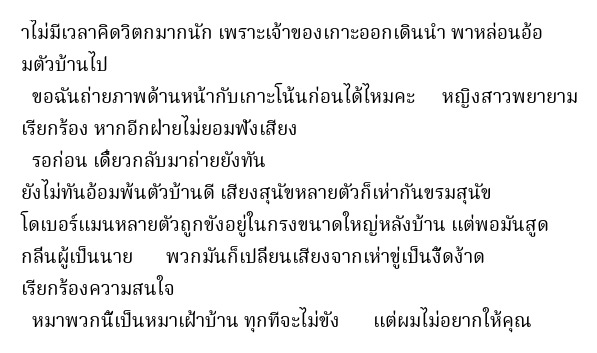 าไม่มีเวลาคิดวิตกมากนัก เพราะเจ้าของเกาะออกเดินนำ พาหล่อนอ้อ
มตัวบ้านไป
ขอฉันถ่ายภาพด้านหน้ากับเกาะโน้นก่อนได้ไหมคะ หญิงสาวพยายาม
เรียกร้อง หากอีกฝ่ายไม่ยอมฟังเสียง
รอก่อน เดี๋ยวกลับมาถ่ายยังทัน
ยังไม่ทันอ้อมพ้นตัวบ้านดี เสียงสุนัขหลายตัวก็เห่ากันขรมสุนัข
โดเบอร์แมนหลายตัวถูกขังอยู่ในกรงขนาดใหญ่หลังบ้าน แต่พอมันสูด
กลิ่นผู้เป็นนาย พวกมันก็เปลี่ยนเสียงจากเห่าขู่เป็นงี้ดง้าด
เรียกร้องความสนใจ
หมาพวกนี้เป็นหมาเฝ้าบ้าน ทุกทีจะไม่ขัง แต่ผมไม่อยากให้คุณ